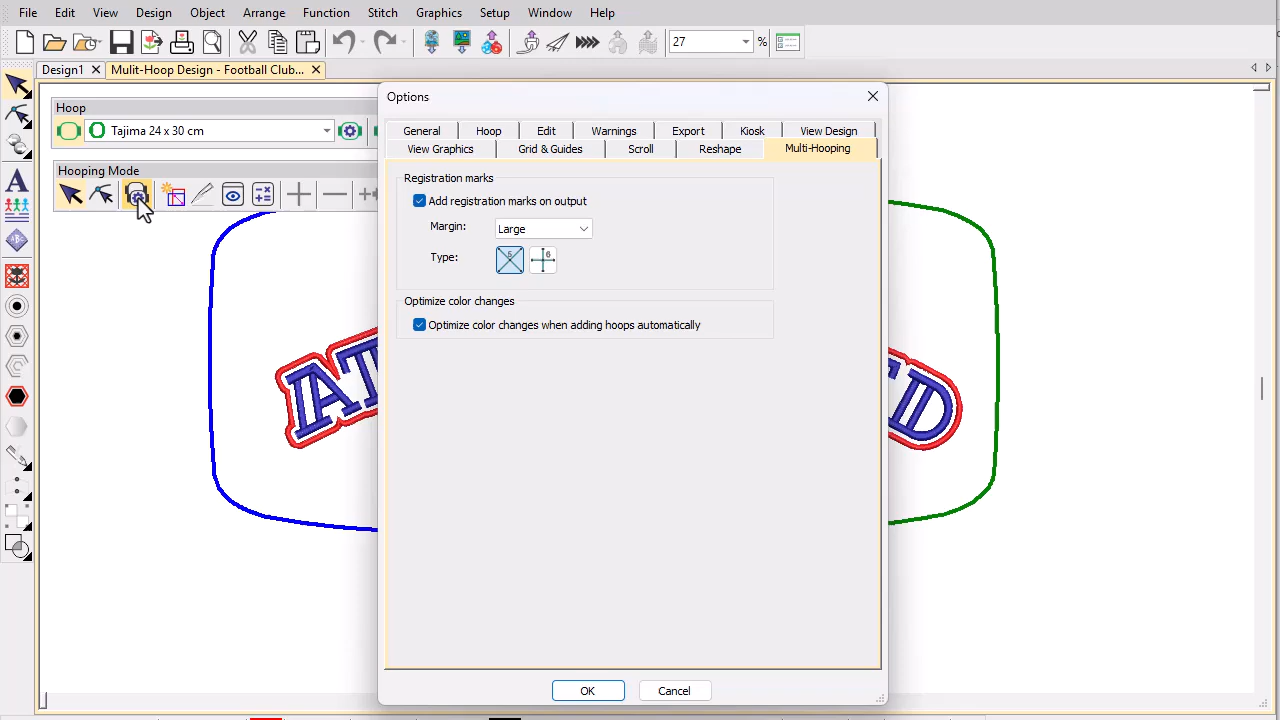 File Edit View Design Object Arrange Function Stitch Graphics Setup Window Help
27 %
Design1 Mulit-Hoop Design - Football Club...
Options
Hoop
Tajima 24 x 30 cm
General Hoop Edit Warnings Export Kiosk View Design
View Graphics Grid & Guides Scroll Reshape Multi-Hooping
Hooping Mode
Registration marks
Add registration marks on output
Margin: Large
Type: 5 6
Optimize color changes
Optimize color changes when adding hoops automatically
OK Cancel